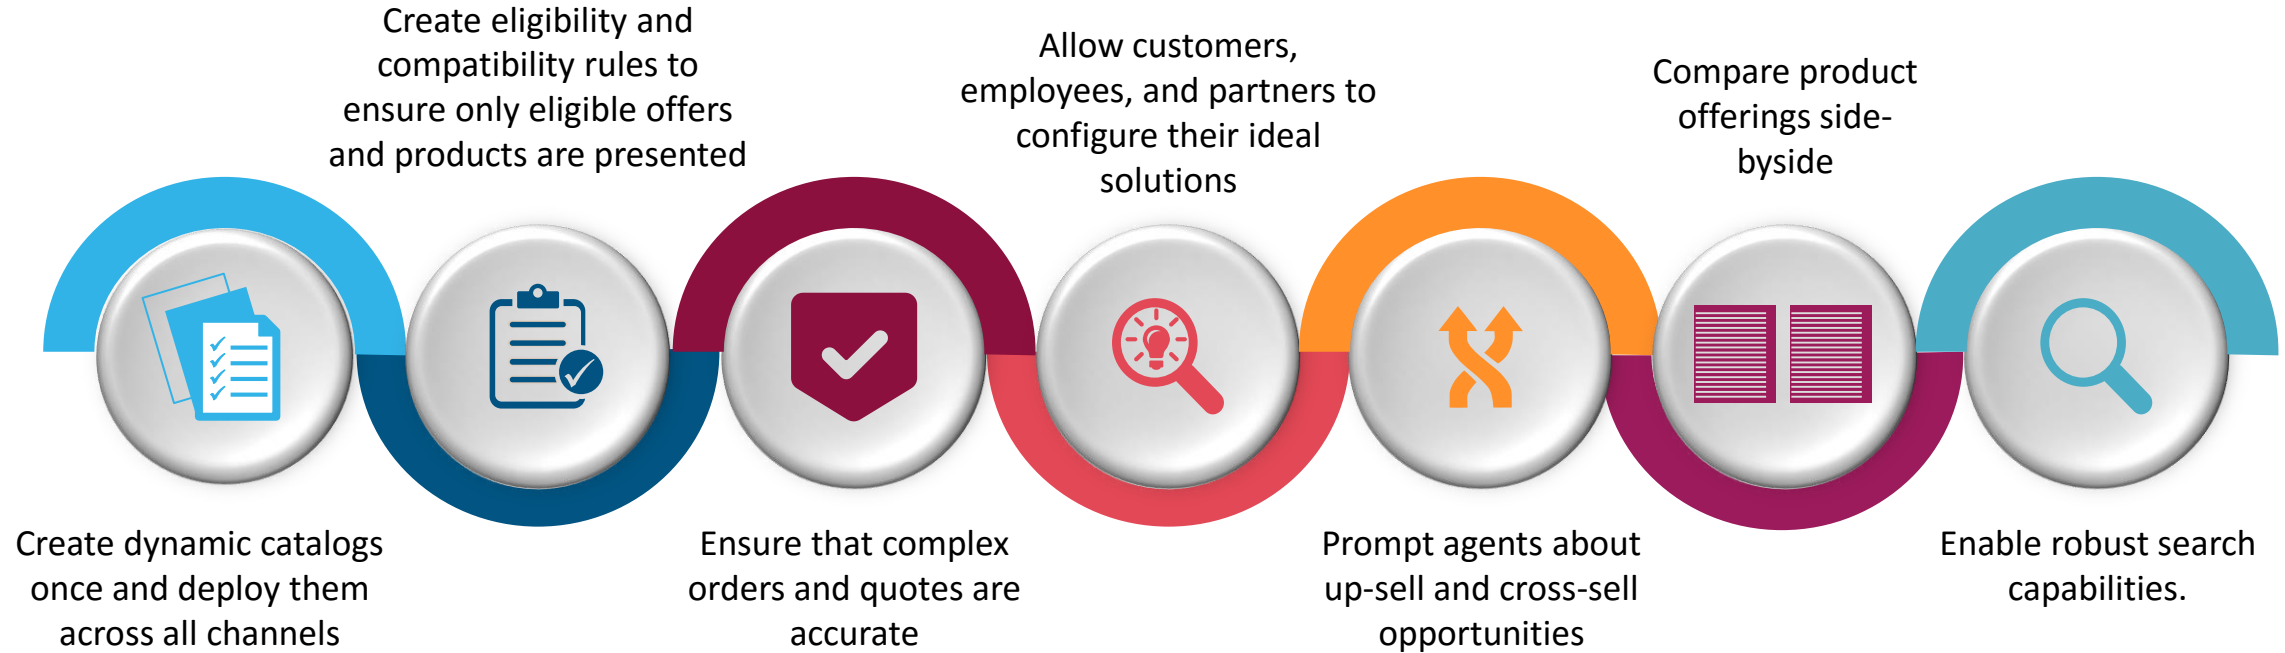 Create dynamic catalogs
once and deploy them
across all channels
Create eligibility and
compatibility rules to
ensure only eligible offers
and products are presented
Ensure that complex
orders and quotes are
accurate
Allow customers,
employees, and partners to
configure their ideal
solutions
Prompt agents about
up-sell and cross-sell
opportunities
Compare product
offerings side-
byside
Enable robust search
capabilities.